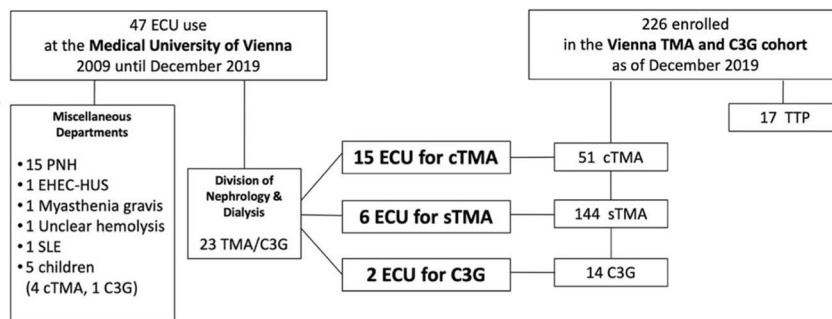 47 ECU use
at the Medical University of Vienna
2009 until December 2019
226 enrolled
in the Vienna TMA and C3G cohort
as of December 2019
Miscellaneous
Departments
•15 PNH
•1 EHEC-HUS
•1 Myasthenia gravis
•1 Unclear hemolysis
•1 SLE
•5 children
(4 cTMA, 1 C3G)
Division of
Nephrology &
Dialysis
23 TMA/C3G
15 ECU for cTMA
6 ECU for sTMA
2 ECU for C3G
17 TTP
51 cTMA
144 sTMA
14 C3G